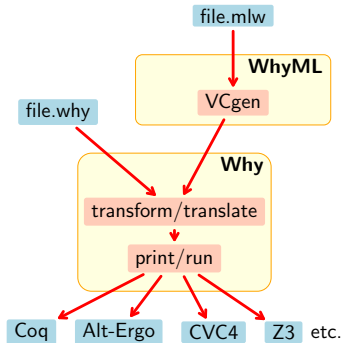 file.mlw
WhyML
VCgen
file.why
Why
transform/translate
print/run
Coq Alt-Ergo CVC4 Z3 etc.